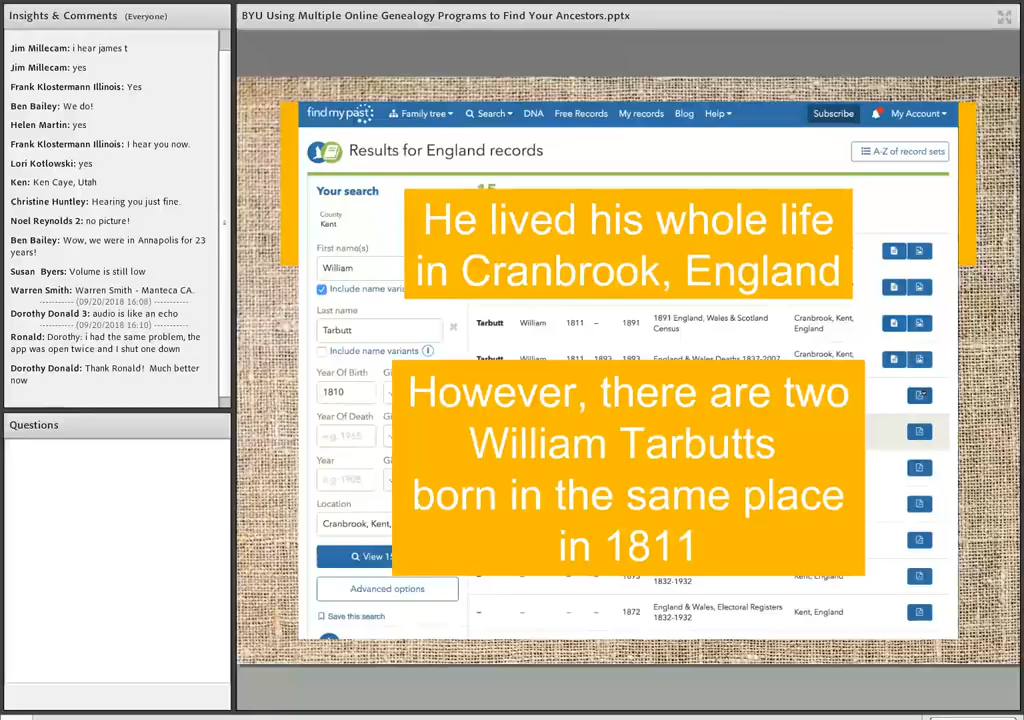 Insights & Comments (Everyone)
Jim Millecam: i hear james t
Jim Millecam: yes
Frank Klostermann Illinois: Yes
Ben Bailey: We do!
Helen Martin: yes
Frank Klostermann Illinois: I hear you now.
Lori Kotlowski: yes
Ken: Ken Caye, Utah
Christine Huntley: Hearing you just fine.
Noel Reynolds 2: no picture!
Ben Bailey: Wow, we were in Annapolis for 23
years!
Susan Byers: Volume is still low
Warren Smith: Warren Smith - Manteca CA.
---------- (09/20/2018 16:08) ----------
Dorothy Donald 3: audio is like an echo
---------- (09/20/2018 16:10) ----------
Ronald: Dorothy: i had the same problem, the
app was open twice and I shut one down
Dorothy Donald: Thank Ronald! Much better
now
Questions
BYU Using Multiple Online Genealogy Programs to Find Your Ancestors.pptx
findmypast Family tree Search DNA Free Records My records Blog Help Subscribe My Account
Results for England records
A-Z of record sets
Your search
County
Kent
First name(s)
William
Include name
Last name
Tarbutt
Include name variants
Year Of Birth
1810
Year Of Death
e.g. 1965
Year
e.g. 1908
Location
Cranbrook, Kent,
View
Advanced options
Save this search
He lived his whole life
in Cranbrook, England
Tarbutt William 1811 – 1891 1891 England, Wales & Scotland
Census Cranbrook, Kent,
England
Tarbutt William 1811 1893 1893 England & Wales Deaths 1837-2007 Cranbrook, Kent,
However, there are two
William Tarbutts
born in the same place
in 1811
– – – 1893 1832-1932 Kent, England
– – – 1872 England & Wales, Electoral Registers
1832-1932 Kent, England